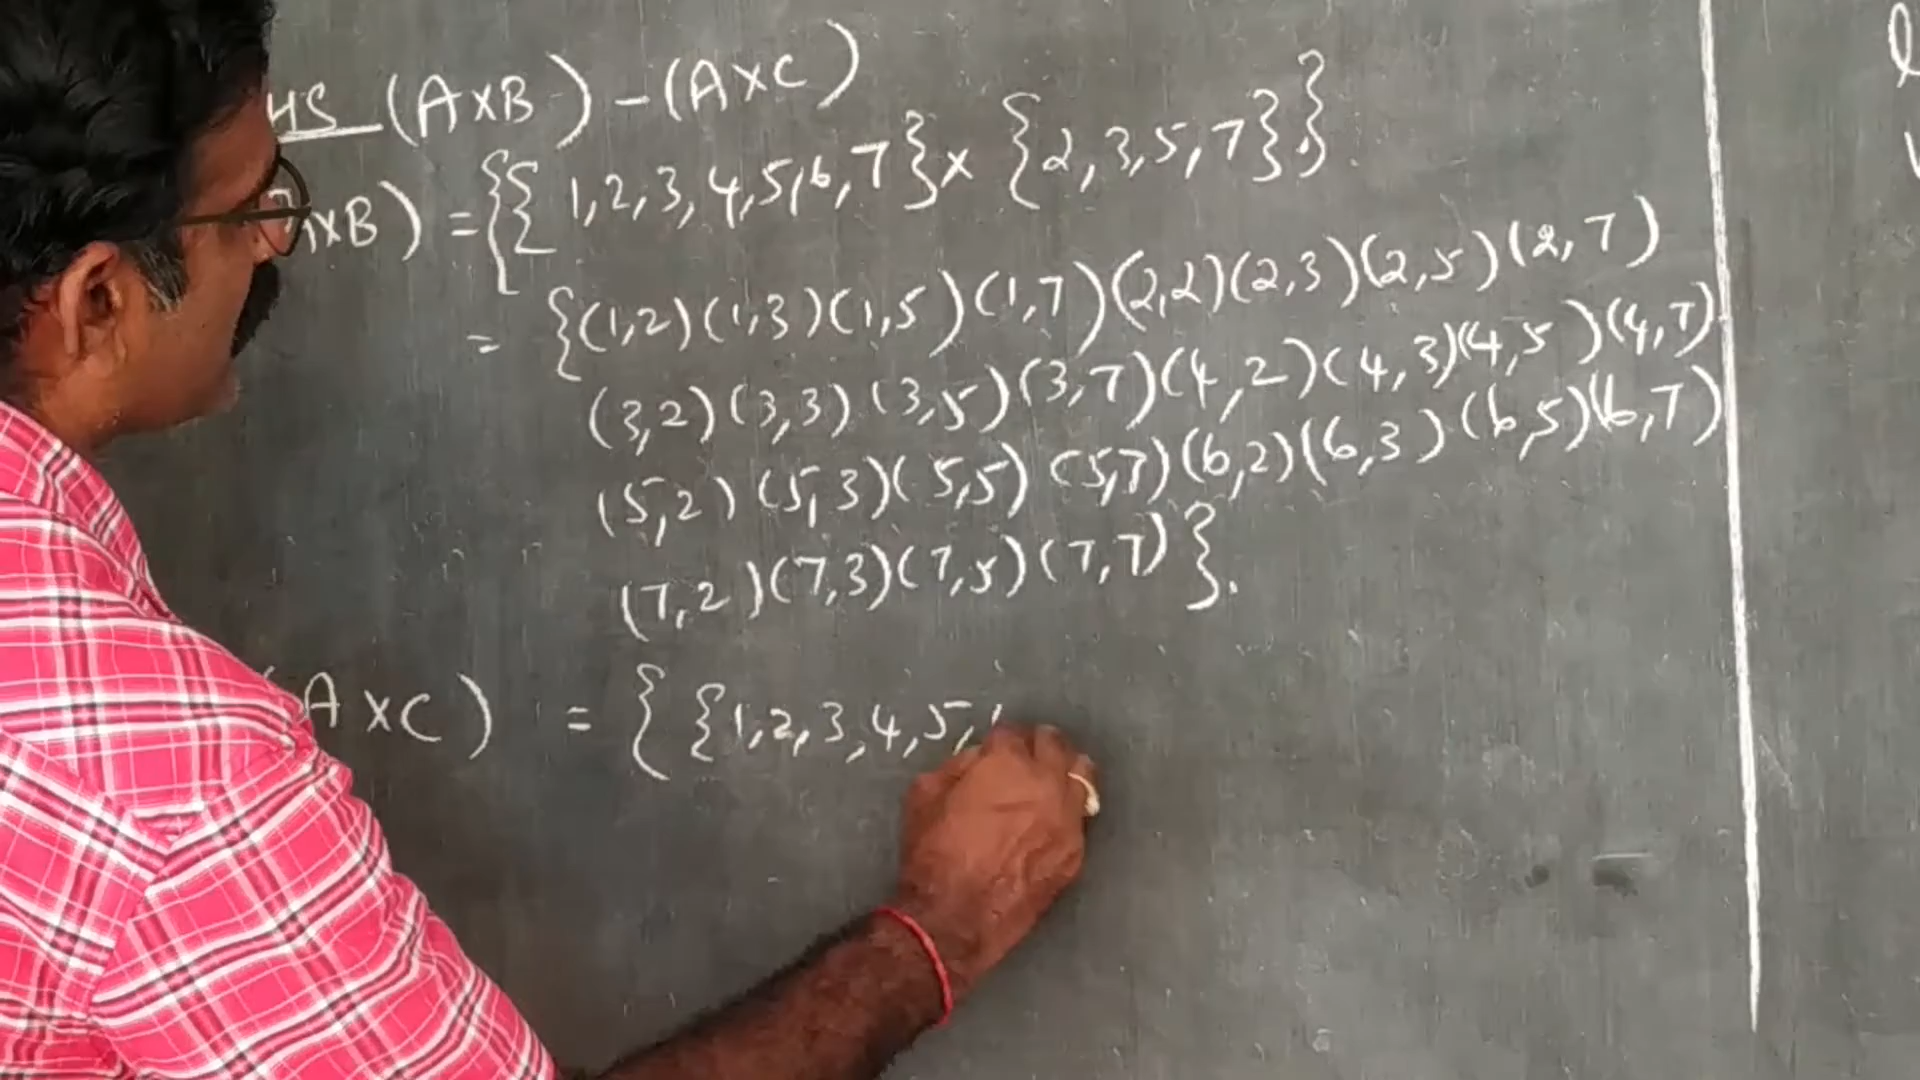 HS (A×B) - (A×C)
A×B) = {{ 1,2,3,4,5,6,7 } × { 2,3,5,7 }}.
= {(1,2)(1,3)(1,5)(1,7)(2,2)(2,3)(2,5)(2,7)
(3,2)(3,3)(3,5)(3,7)(4,2)(4,3)(4,5)(4,7)
(5,2)(5,3)(5,5)(5,7)(6,2)(6,3)(6,5)(6,7)
(7,2)(7,3)(7,5)(7,7)}.
(A×C) = { {1,2,3,4,5,